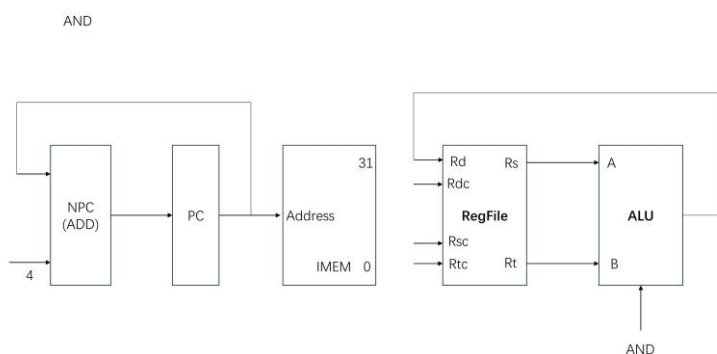 AND
NPC
(ADD)
4
PC
31
Address
IMEM 0
Rd
Rs
Rdc
RegFile
Rsc
Rtc
Rt
A
ALU
B
AND